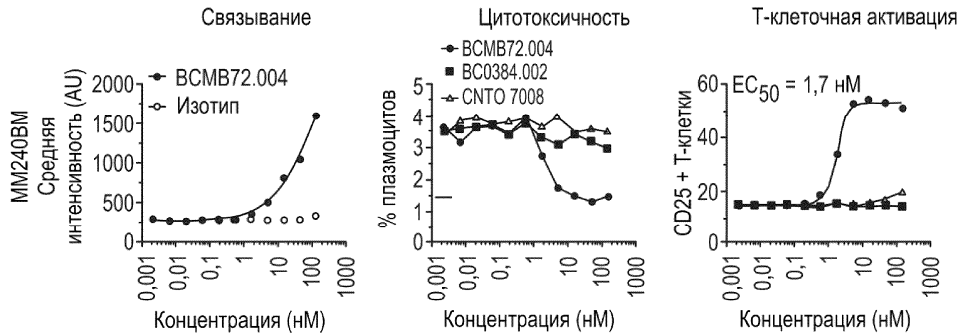 Связывание
MM240BM
Средняя
интенсивность (AU)
2000
1500
1000
500
0
BCMB72.004
Изотип
0,001
0,01
0,1
1
10
100
1000
Концентрация (нМ)
Цитотоксичность
BCMB72.004
BC0384.002
CNTO 7008
% плазмоцитов
5
4
3
2
1
0
0,001
0,01
0,1
1
10
100
1000
Концентрация (нМ)
Т-клеточная активация
EC50 = 1,7 нМ
CD25 + Т-клетки
60
40
20
0
0,001
0,01
0,1
1
10
100
1000
Концентрация (нМ)